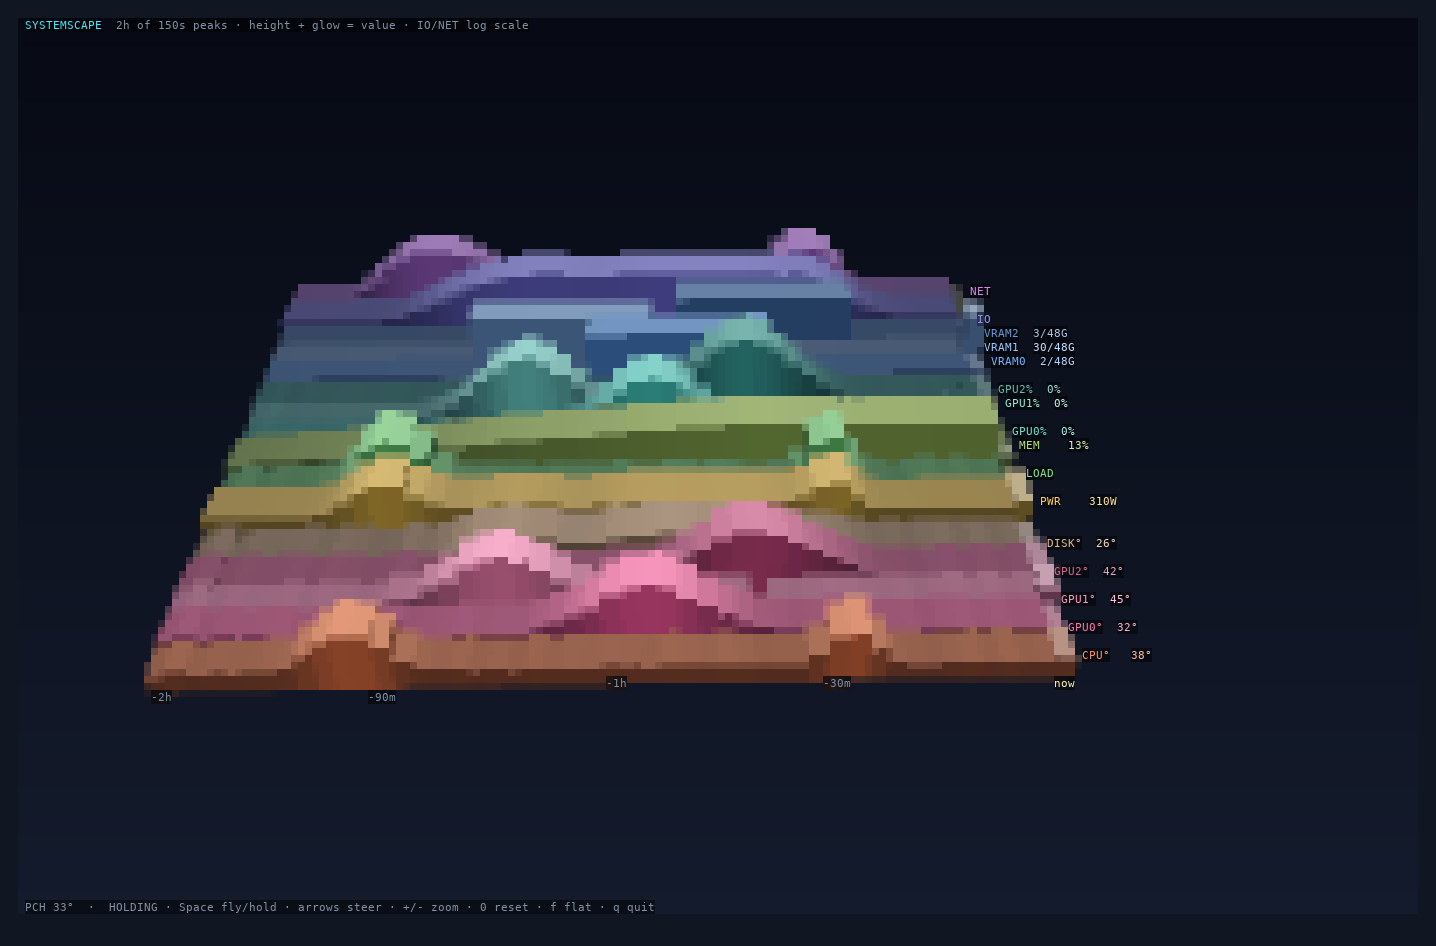 SYSTEMSCAPE 2h of 150s peaks · height + glow = value · IO/NET log scale
NET
IO
VRAM2 3/48G
VRAM1 30/48G
VRAM0 2/48G
GPU2% 0%
GPU1% 0%
GPU0% 0%
MEM 13%
LOAD
PWR 310W
DISK° 26°
GPU2° 42°
GPU1° 45°
GPU0° 32°
CPU° 38°
-2h -90m -1h -30m now
PCH 33° · HOLDING · Space fly/hold · arrows steer · +/- zoom · 0 reset · f flat · q quit